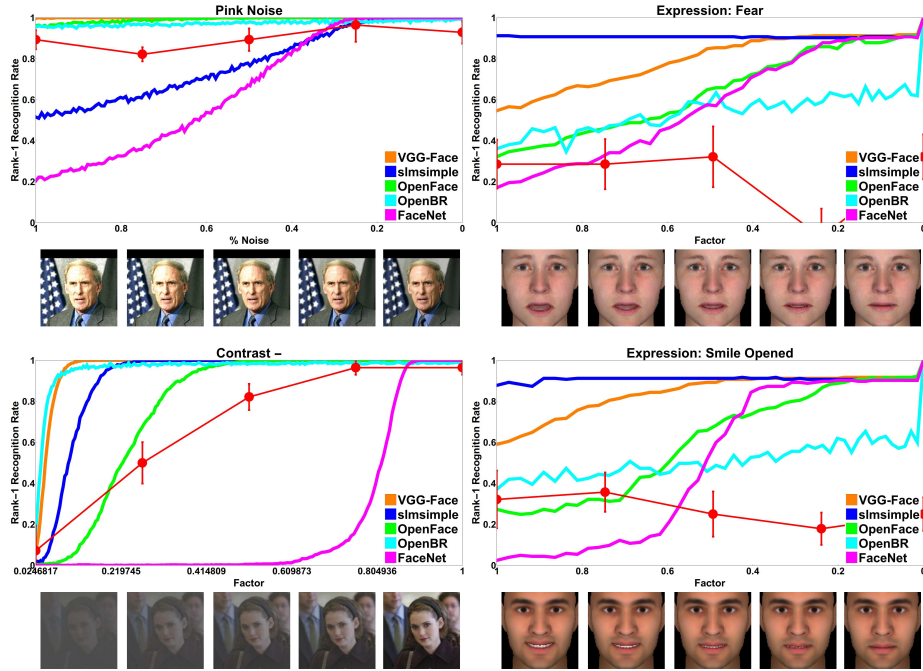 Pink Noise
Rank−1 Recognition Rate
1
0.8
0.6
0.4
0.2
0
VGG-Face
slmsimple
OpenFace
OpenBR
FaceNet
1 0.8 0.6 0.4 0.2 0
% Noise
Expression: Fear
Rank−1 Recognition Rate
1
0.8
0.6
0.4
0.2
0
VGG-Face
slmsimple
OpenFace
OpenBR
FaceNet
1 0.8 0.6 0.4 0.2 0
Factor
Contrast −
Rank−1 Recognition Rate
1
0.8
0.6
0.4
0.2
0
VGG-Face
slmsimple
OpenFace
OpenBR
FaceNet
0.0246817 0.219745 0.414809 0.609873 0.804936 1
Factor
Expression: Smile Opened
Rank−1 Recognition Rate
1
0.8
0.6
0.4
0.2
0
VGG-Face
slmsimple
OpenFace
OpenBR
FaceNet
1 0.8 0.6 0.4 0.2 0
Factor